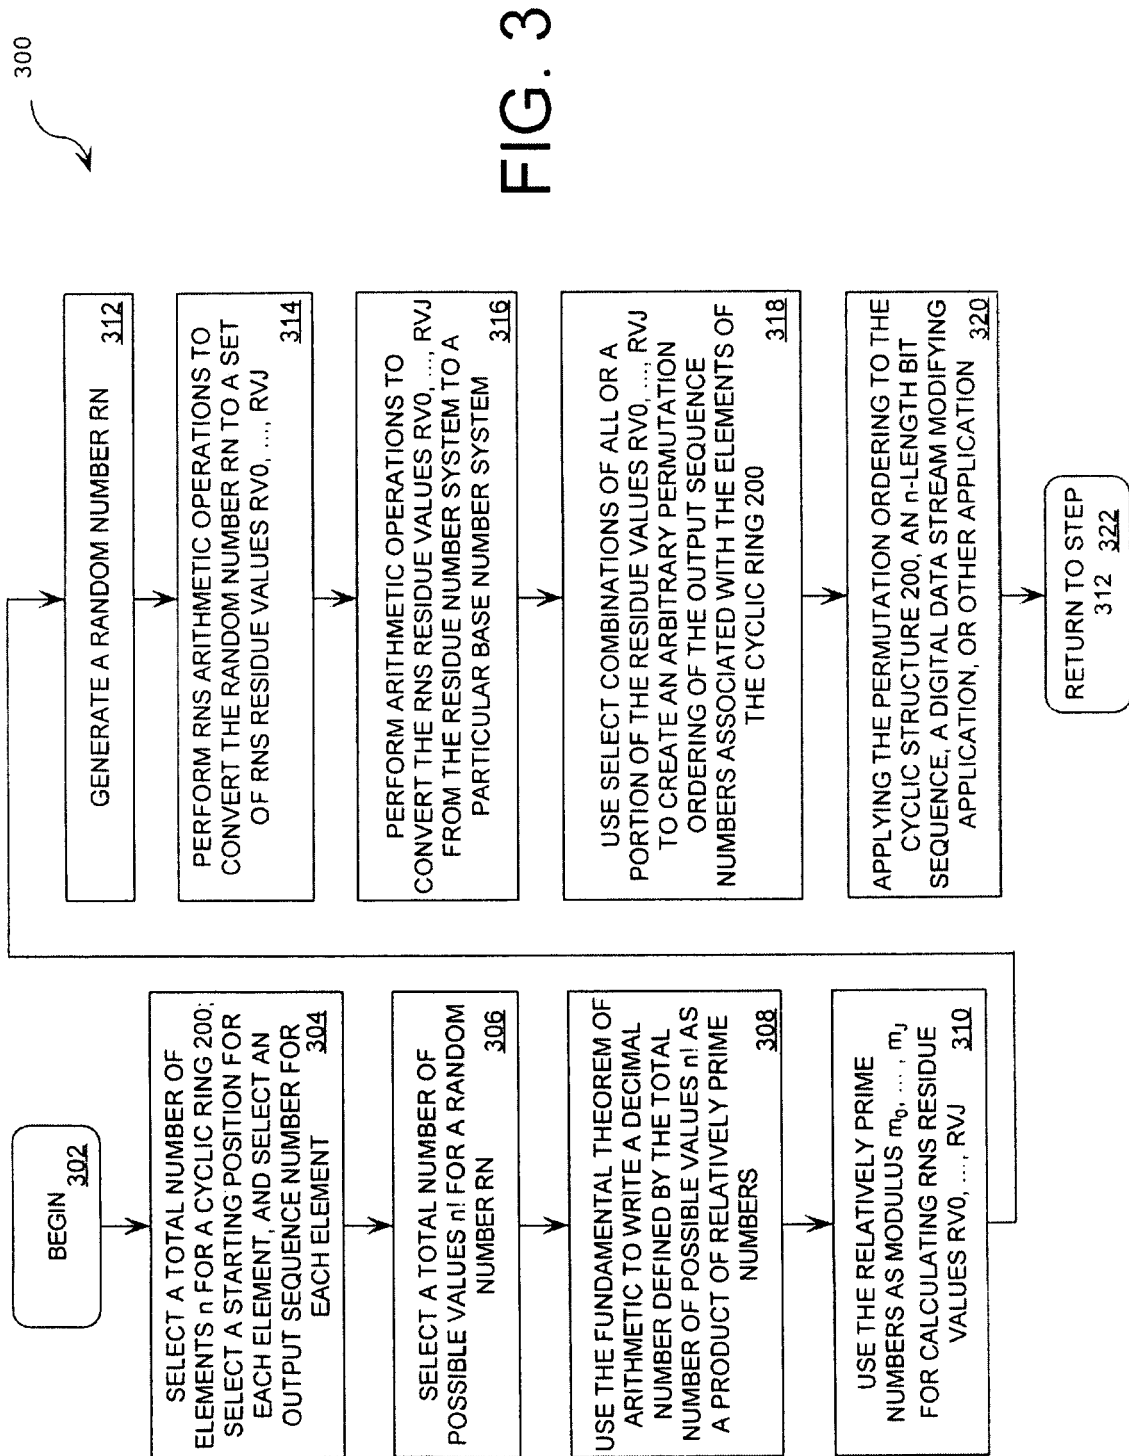 300
BEGIN
302
SELECT A TOTAL NUMBER OF
ELEMENTS n FOR A CYCLIC RING 200;
SELECT A STARTING POSITION FOR
EACH ELEMENT, AND SELECT AN
OUTPUT SEQUENCE NUMBER FOR
EACH ELEMENT 304
SELECT A TOTAL NUMBER OF
POSSIBLE VALUES n! FOR A RANDOM
NUMBER RN 306
USE THE FUNDAMENTAL THEOREM OF
ARITHMETIC TO WRITE A DECIMAL
NUMBER DEFINED BY THE TOTAL
NUMBER OF POSSIBLE VALUES n! AS
A PRODUCT OF RELATIVELY PRIME
NUMBERS 308
USE THE RELATIVELY PRIME
NUMBERS AS MODULUS m₀, ..., m_J
FOR CALCULATING RNS RESIDUE
VALUES RV0, ..., RVJ 310
GENERATE A RANDOM NUMBER RN
312
PERFORM RNS ARITHMETIC OPERATIONS TO
CONVERT THE RANDOM NUMBER RN TO A SET
OF RNS RESIDUE VALUES RV0, ..., RVJ
314
PERFORM ARITHMETIC OPERATIONS TO
CONVERT THE RNS RESIDUE VALUES RV0, ..., RVJ
FROM THE RESIDUE NUMBER SYSTEM TO A
PARTICULAR BASE NUMBER SYSTEM 316
USE SELECT COMBINATIONS OF ALL OR A
PORTION OF THE RESIDUE VALUES RV0, ..., RVJ
TO CREATE AN ARBITRARY PERMUTATION
ORDERING OF THE OUTPUT SEQUENCE
NUMBERS ASSOCIATED WITH THE ELEMENTS OF
THE CYCLIC RING 200 318
APPLYING THE PERMUTATION ORDERING TO THE
CYCLIC STRUCTURE 200, AN n-LENGTH BIT
SEQUENCE, A DIGITAL DATA STREAM MODIFYING
APPLICATION, OR OTHER APPLICATION 320
RETURN TO STEP
312 322
FIG. 3